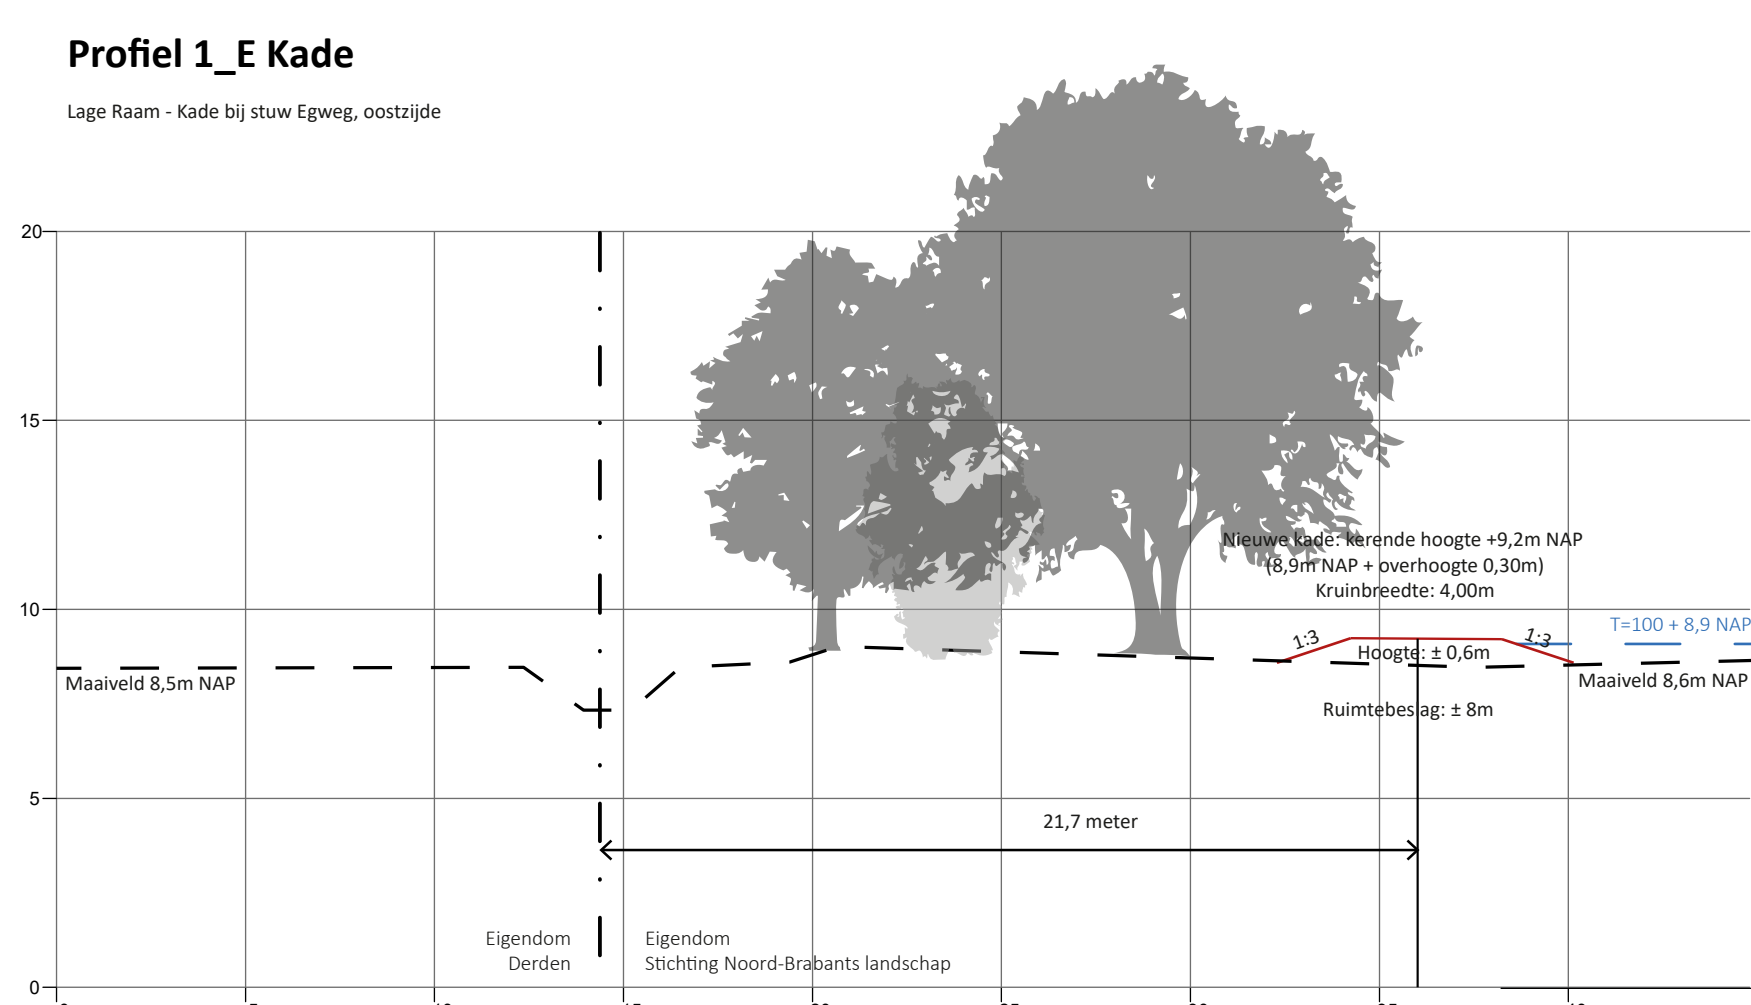 Profiel 1_E Kade
Lage Raam - Kade bij stuw Egweg, oostzijde
20
15
10
5
0
Nieuwe kade: kerende hoogte +9,2m NAP
(8,9m NAP + overhoogte 0,30m)
Kruinbreedte: 4,00m
T=100 + 8,9 NAP
1:3
1:3
Hoogte: ± 0,6m
Maaiveld 8,5m NAP
Maaiveld 8,6m NAP
Ruimtebeslag: ± 8m
21,7 meter
Eigendom
Derden
Eigendom
Stichting Noord-Brabants landschap